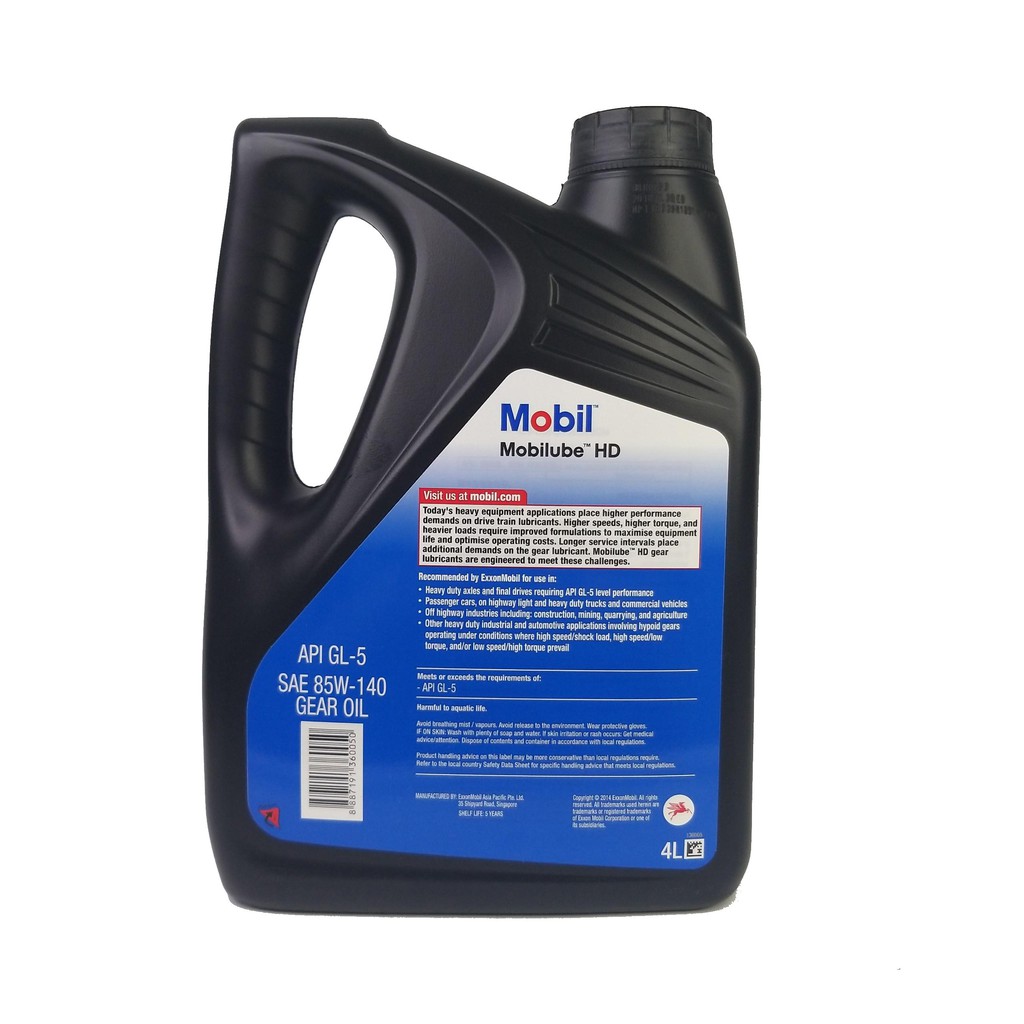 Mobil™
Mobilube™ HD
Visit us at mobil.com
Today's heavy equipment applications place higher performance
demands on drive train lubricants. Higher speeds, higher torque, and
heavier loads require improved formulations to maximise equipment
life and optimise operating costs. Longer service intervals place
additional demands on the gear lubricant. Mobilube™ HD gear
lubricants are engineered to meet these challenges.
Recommended by ExxonMobil for use in:
• Heavy duty axles and final drives requiring API GL-5 level performance
• Passenger cars, on highway light and heavy duty trucks and commercial vehicles
• Off highway industries including: construction, mining, quarrying, and agriculture
• Other heavy duty industrial and automotive applications involving hypoid gears
operating under conditions where high speed/shock load, high speed/low
torque, and/or low speed/high torque prevail
API GL-5
SAE 85W-140
GEAR OIL
8887191360050
Meets or exceeds the requirements of:
- API GL-5
Harmful to aquatic life.
Avoid breathing mist / vapours. Avoid release to the environment. Wear protective gloves.
IF ON SKIN: Wash with plenty of soap and water. If skin irritation or rash occurs: Get medical
advice/attention. Dispose of contents and container in accordance with local regulations.
Product handling advice on this label may be more conservative than local regulations require.
Refer to the local country Safety Data Sheet for specific handling advice that meets local regulations.
MANUFACTURED BY: ExxonMobil Asia Pacific Pte. Ltd.
35 Shipyard Road, Singapore
SHELF LIFE: 5 YEARS
Copyright © 2014 ExxonMobil. All rights
reserved. All trademarks used herein are
trademarks or registered trademarks
of Exxon Mobil Corporation or one of
its subsidiaries.
4L